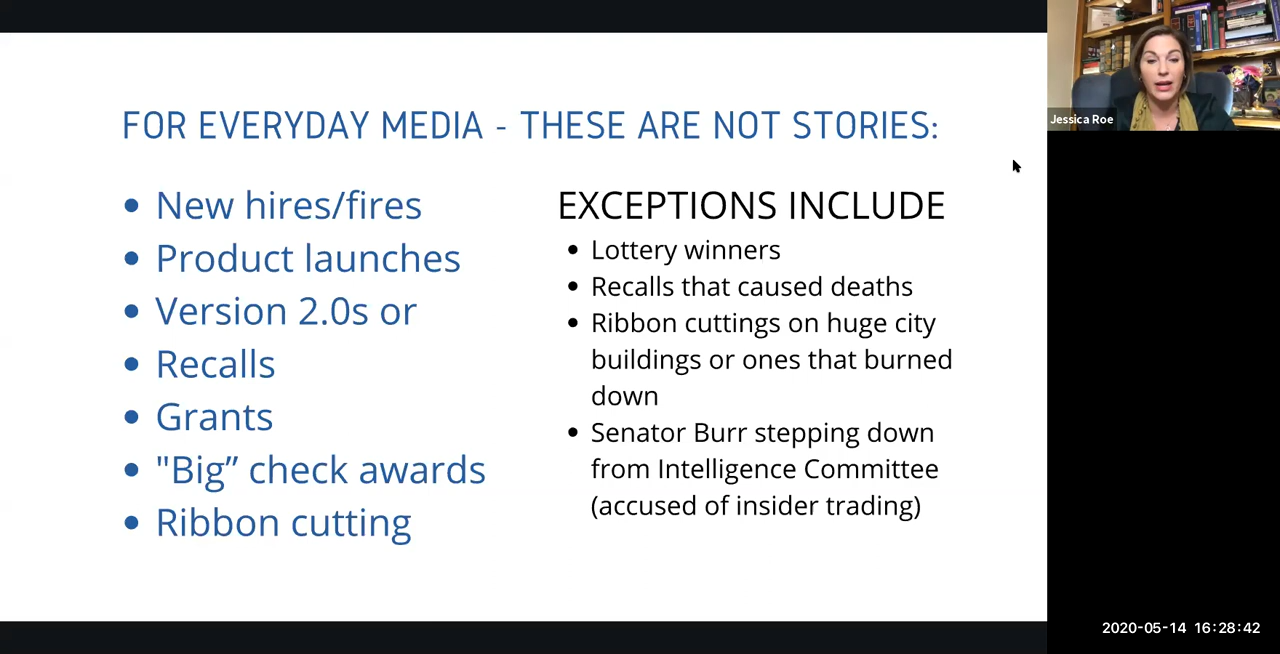 FOR EVERYDAY MEDIA - THESE ARE NOT STORIES:
• New hires/fires
• Product launches
• Version 2.0s or
• Recalls
• Grants
• "Big” check awards
• Ribbon cutting
EXCEPTIONS INCLUDE
• Lottery winners
• Recalls that caused deaths
• Ribbon cuttings on huge city
buildings or ones that burned
down
• Senator Burr stepping down
from Intelligence Committee
(accused of insider trading)
Jessica Roe
2020-05-14 16:28:42